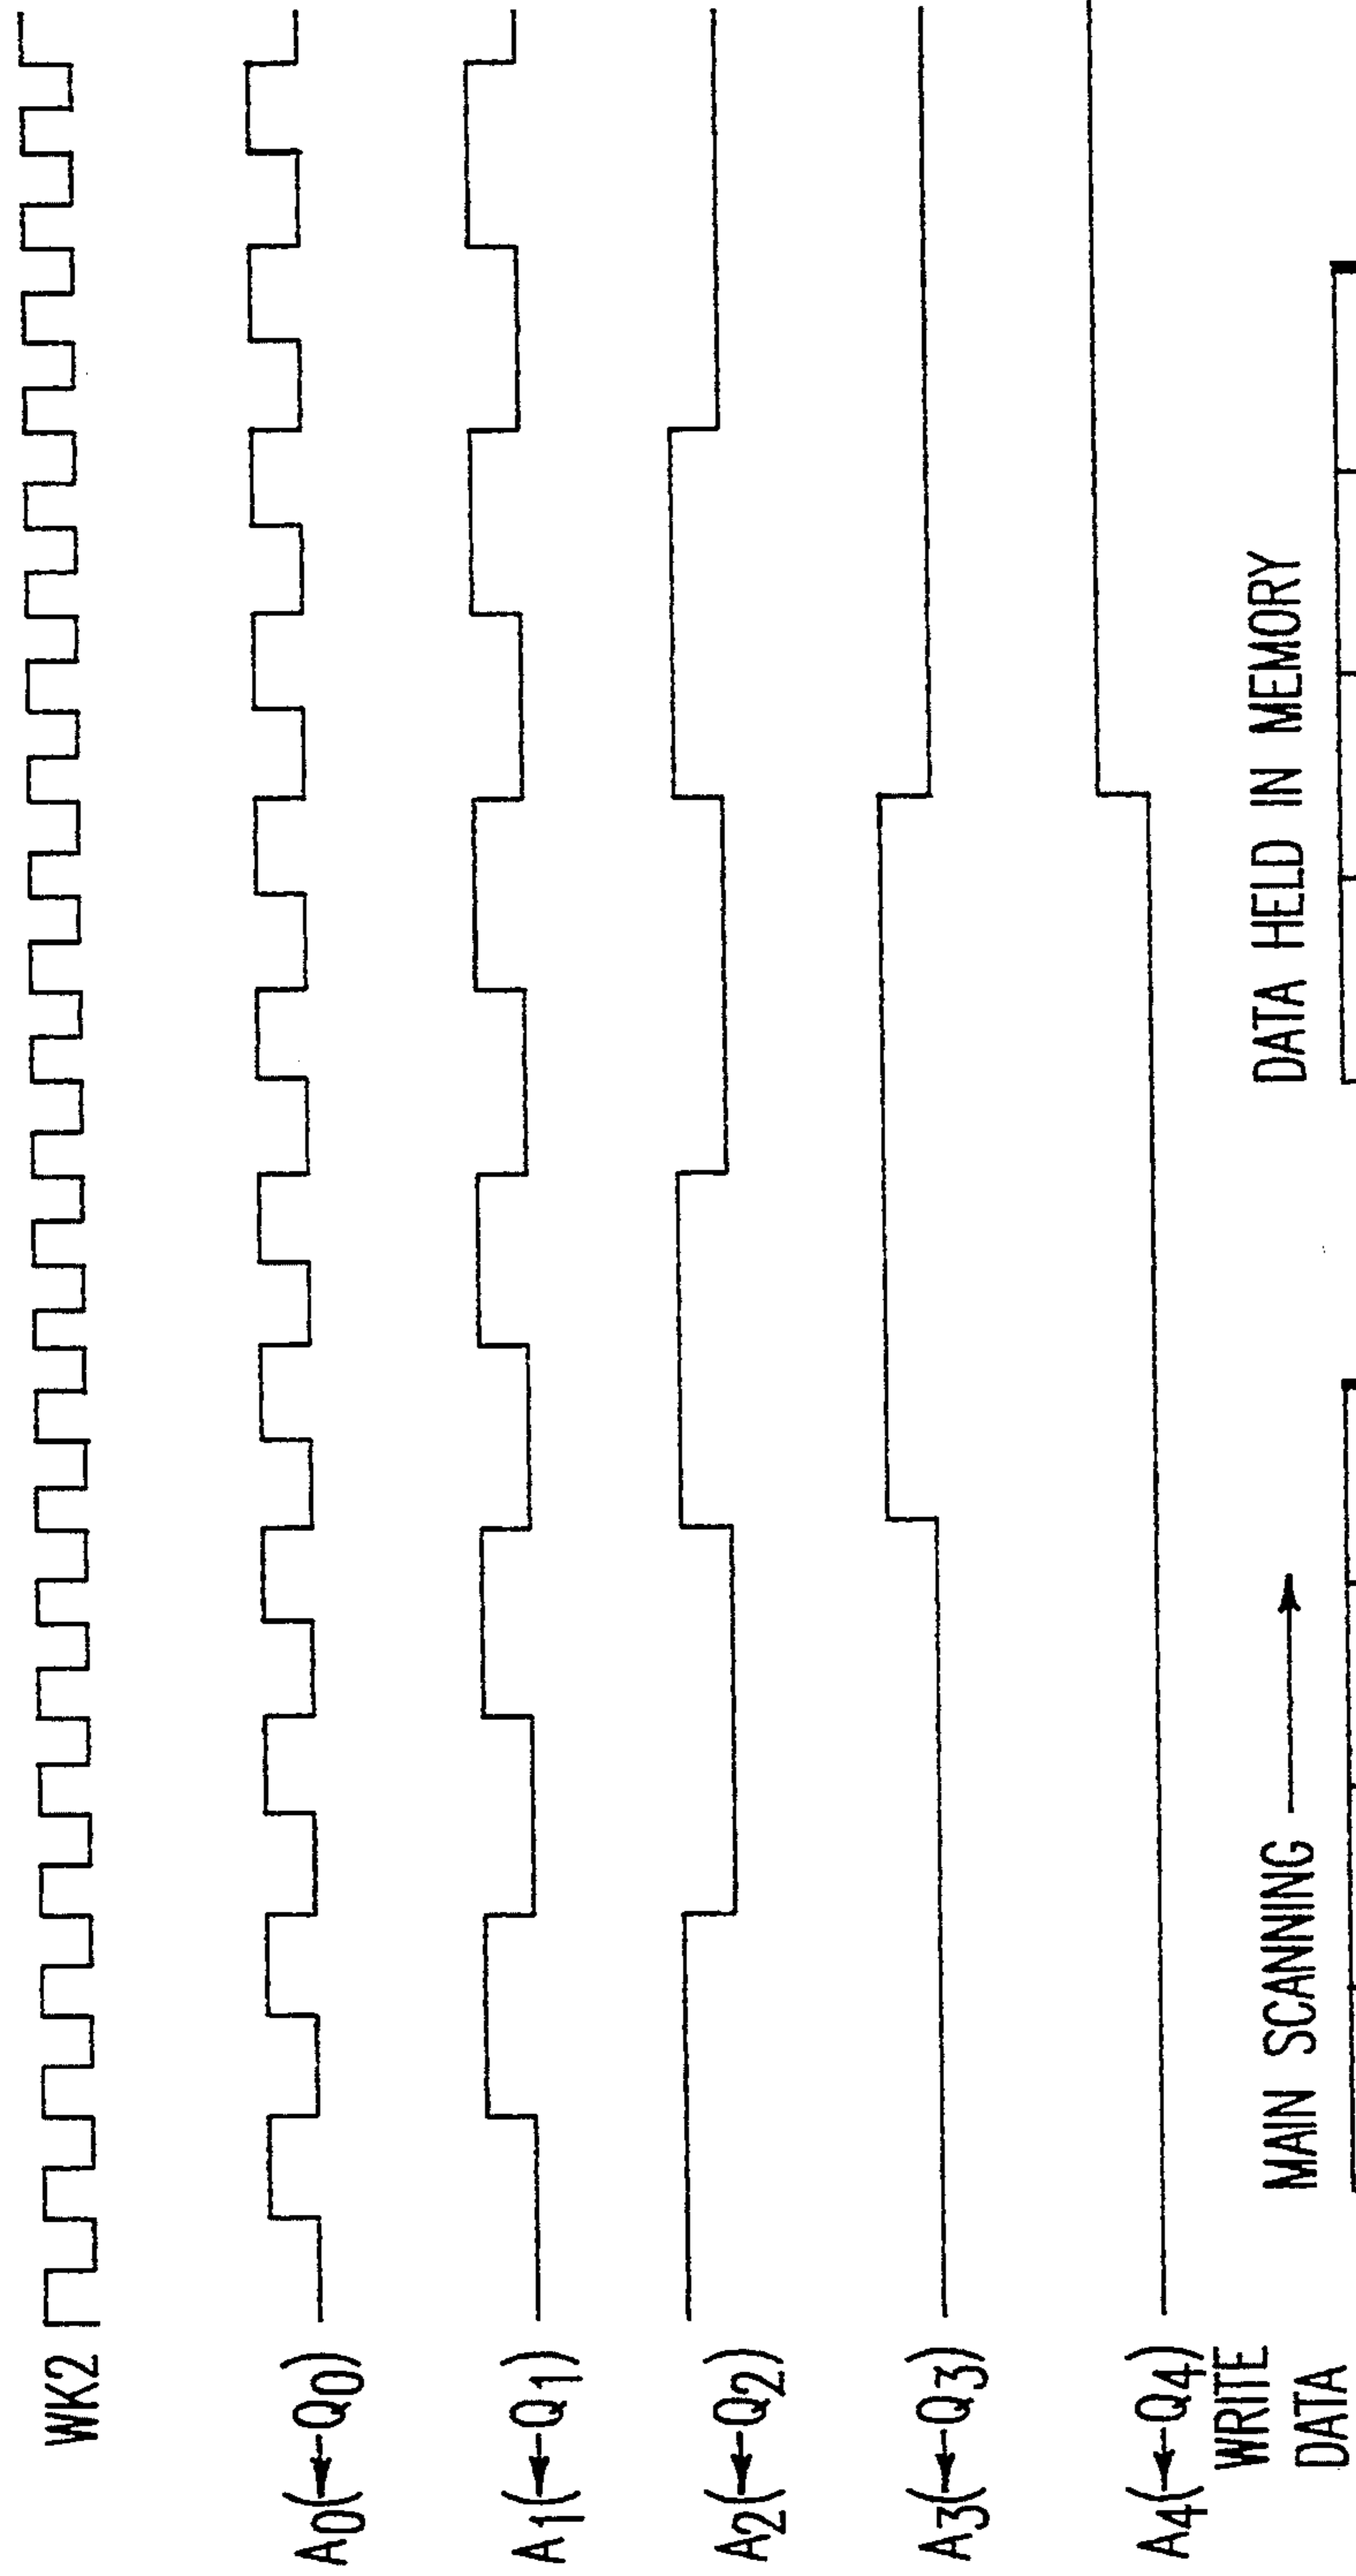 WK2
A0(←Q0)
A1(←Q1)
A2(←Q2)
A3(←Q3)
A4(←Q4)
WRITE
DATA
MAIN SCANNING →
DATA HELD IN MEMORY